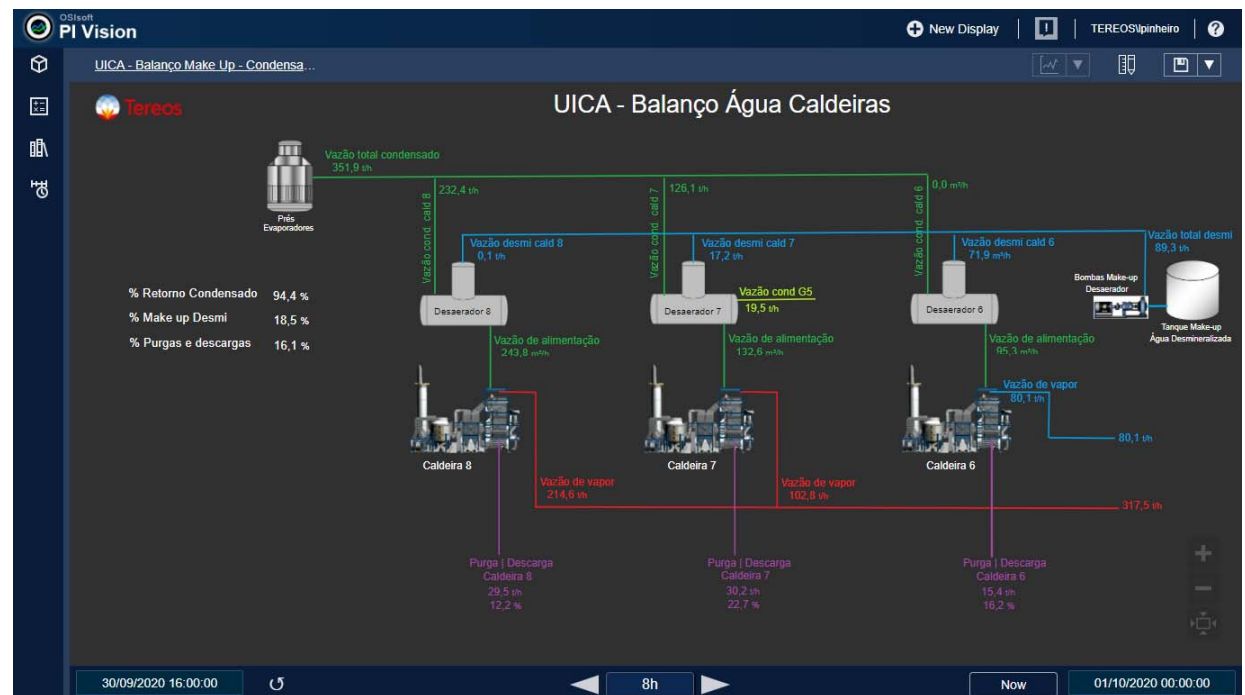 OSIsoft
PI Vision
New Display
TEREOS\lpinheiro
UICA - Balanço Make Up - Condensa...
Tereos
UICA - Balanço Água Caldeiras
Vazão total condensado
351,9 t/h
Prés
Evaporadores
Vazão cond. cald 8
232,4 t/h
Vazão cond. cald 7
126,1 t/h
Vazão cond. cald 6
0,0 m³/h
Vazão desmi cald 8
0,1 t/h
Vazão desmi cald 7
17,2 t/h
Vazão desmi cald 6
71,9 m³/h
Vazão total desmi
89,3 t/h
Bombas Make-up
Desaerador
Tanque Make-up
Água Desmineralizada
% Retorno Condensado 94,4 %
% Make up Desmi 18,5 %
% Purgas e descargas 16,1 %
Desaerador 8
Desaerador 7
Vazão cond G5
19,5 t/h
Desaerador 6
Vazão de alimentação
243,8 m³/h
Vazão de alimentação
132,6 m³/h
Vazão de alimentação
95,3 m³/h
Vazão de vapor
80,1 t/h
80,1 t/h
Caldeira 8
Caldeira 7
Caldeira 6
Vazão de vapor
214,6 t/h
Vazão de vapor
102,8 t/h
317,5 t/h
Purga | Descarga
Caldeira 8
29,5 t/h
12,2 %
Purga | Descarga
Caldeira 7
30,2 t/h
22,7 %
Purga | Descarga
Caldeira 6
15,4 t/h
16,2 %
30/09/2020 16:00:00
8h
Now
01/10/2020 00:00:00